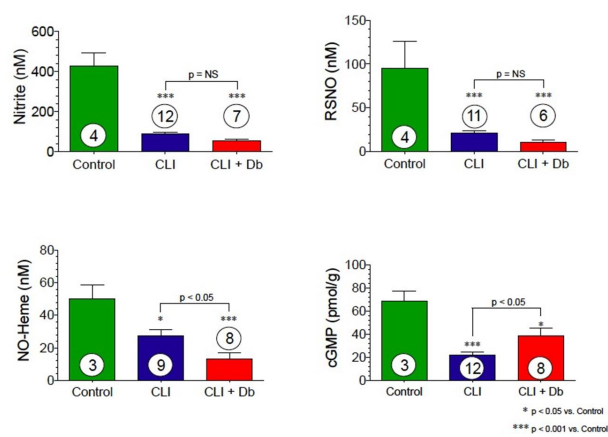 Nitrite (nM)
600
400
200
0
p = NS
***
***
4
12
7
Control
CLI
CLI + Db
RSNO (nM)
150
100
50
0
p = NS
***
***
4
11
6
Control
CLI
CLI + Db
NO-Heme (nM)
80
60
40
20
0
p < 0.05
*
***
3
9
8
Control
CLI
CLI + Db
cGMP (pmol/g)
100
80
60
40
20
0
p < 0.05
***
*
3
12
8
Control
CLI
CLI + Db
* p < 0.05 vs. Control
*** p < 0.001 vs. Control